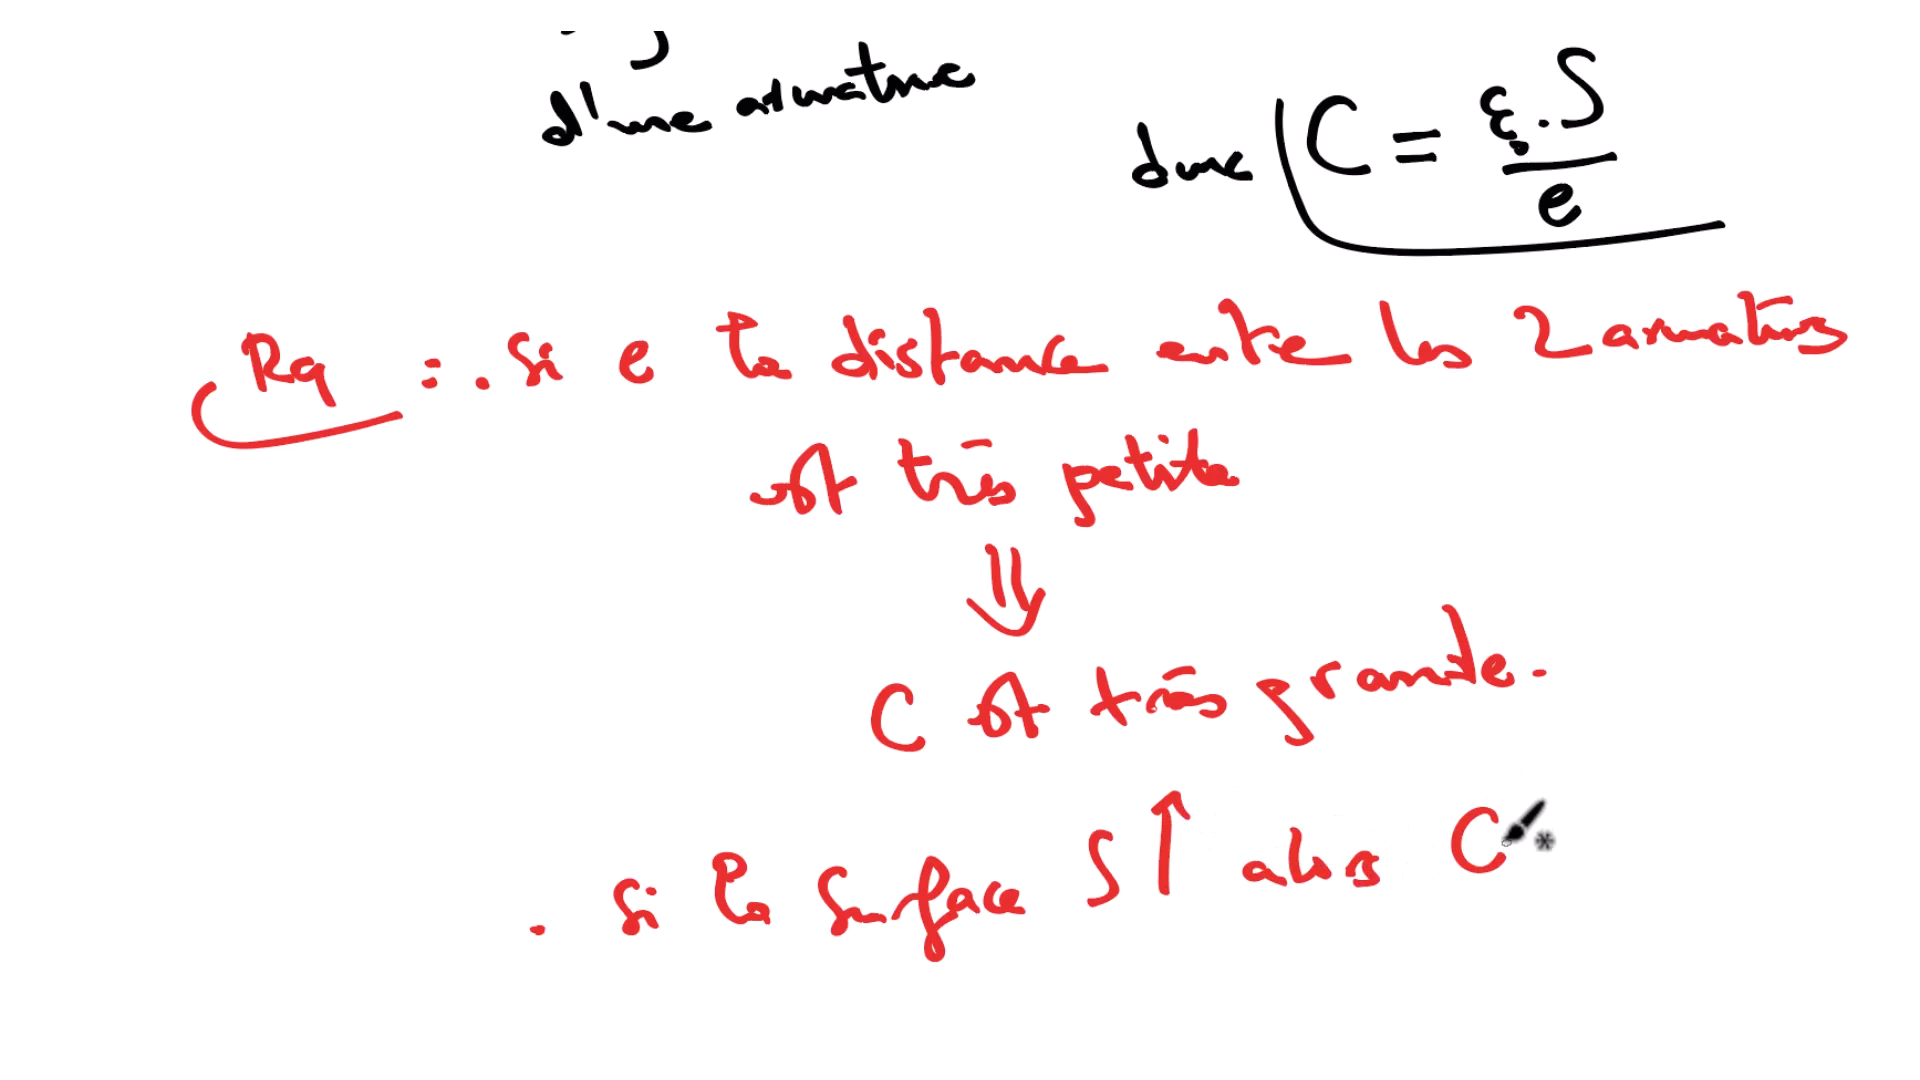 d'une armature
donc C = ε₀.S / e
Rq : . Si e la distance entre les 2 armatures
est très petite
⇓
C est très grande.
. Si la surface S ↑ alors C